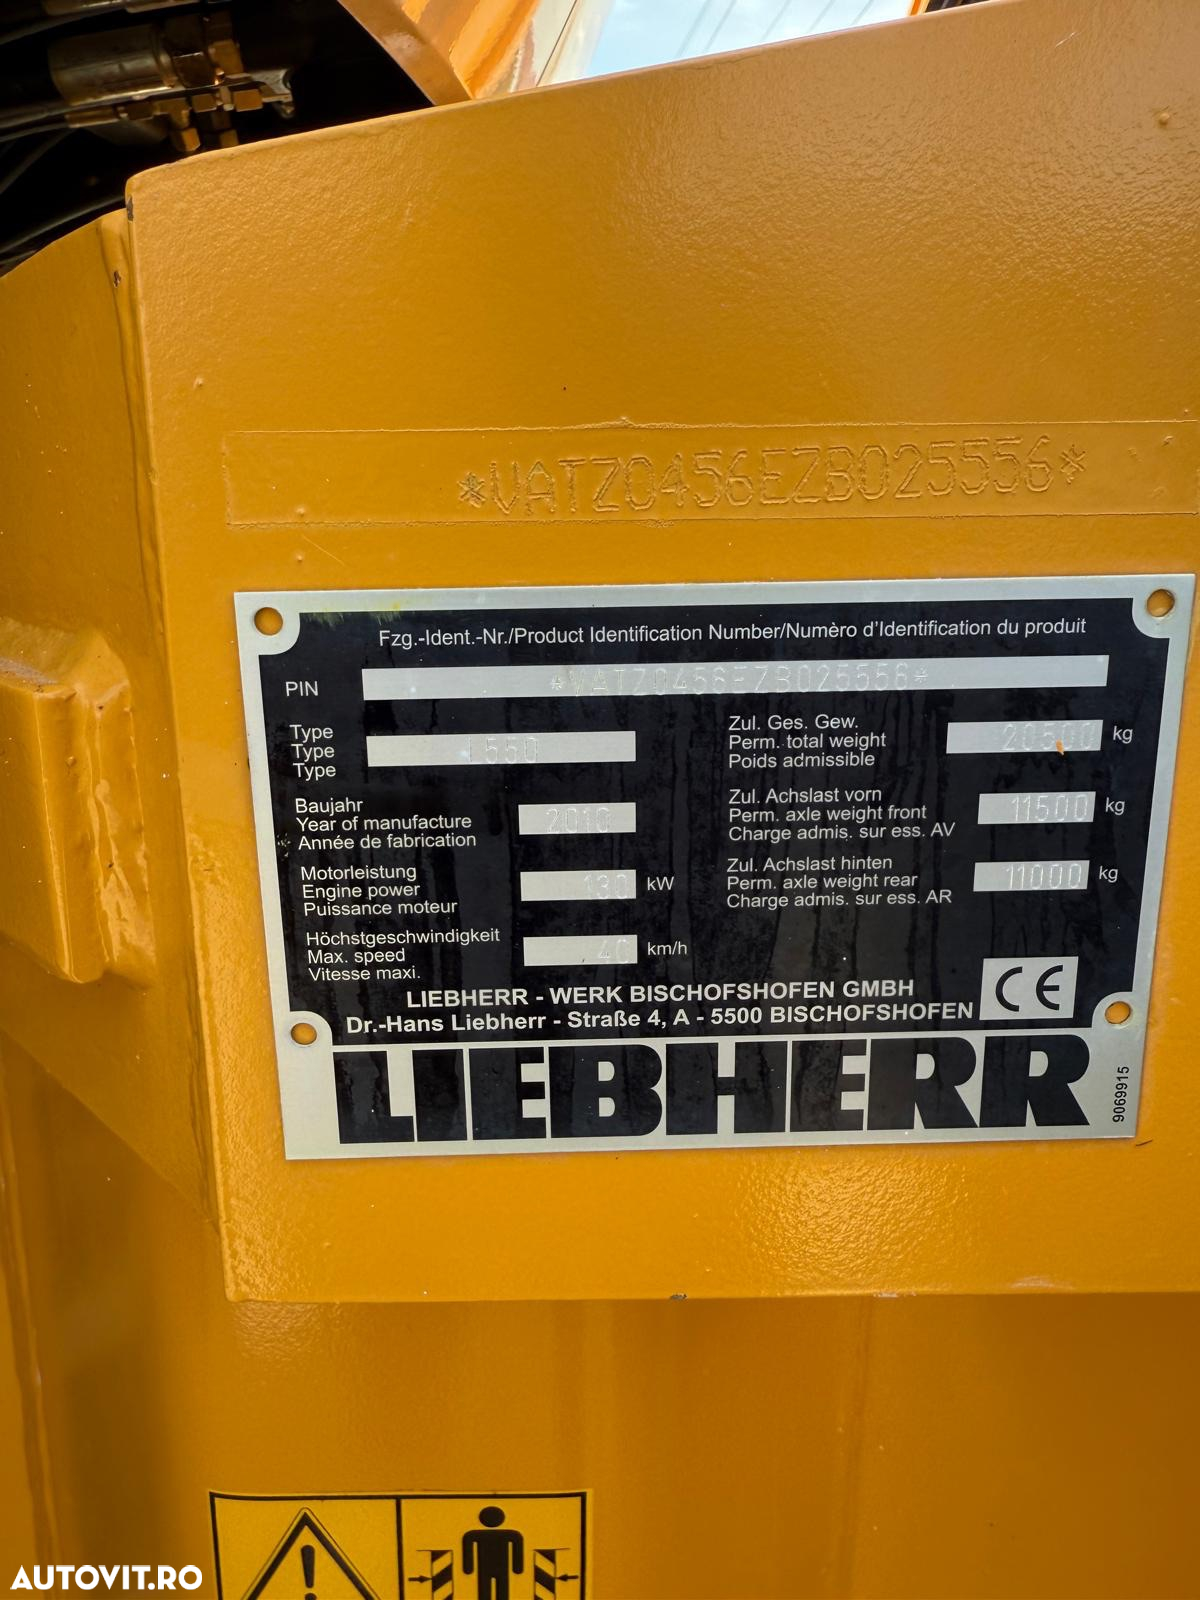 *VATZ0456EZB025556*
Fzg.-Ident.-Nr./Product Identification Number/Numèro d'Identification du produit
PIN *VATZ0456EZB025556*
Type
Type L550
Type
Baujahr
Year of manufacture 2010
Année de fabrication
Motorleistung
Engine power 130 kW
Puissance moteur
Höchstgeschwindigkeit
Max. speed 40 km/h
Vitesse maxi.
Zul. Ges. Gew.
Perm. total weight 20500 kg
Poids admissible
Zul. Achslast vorn
Perm. axle weight front 11500 kg
Charge admis. sur ess. AV
Zul. Achslast hinten
Perm. axle weight rear 11000 kg
Charge admis. sur ess. AR
LIEBHERR - WERK BISCHOFSHOFEN GMBH
Dr.-Hans Liebherr - Straße 4, A - 5500 BISCHOFSHOFEN
CE
LIEBHERR
9069915
AUTOVIT.RO